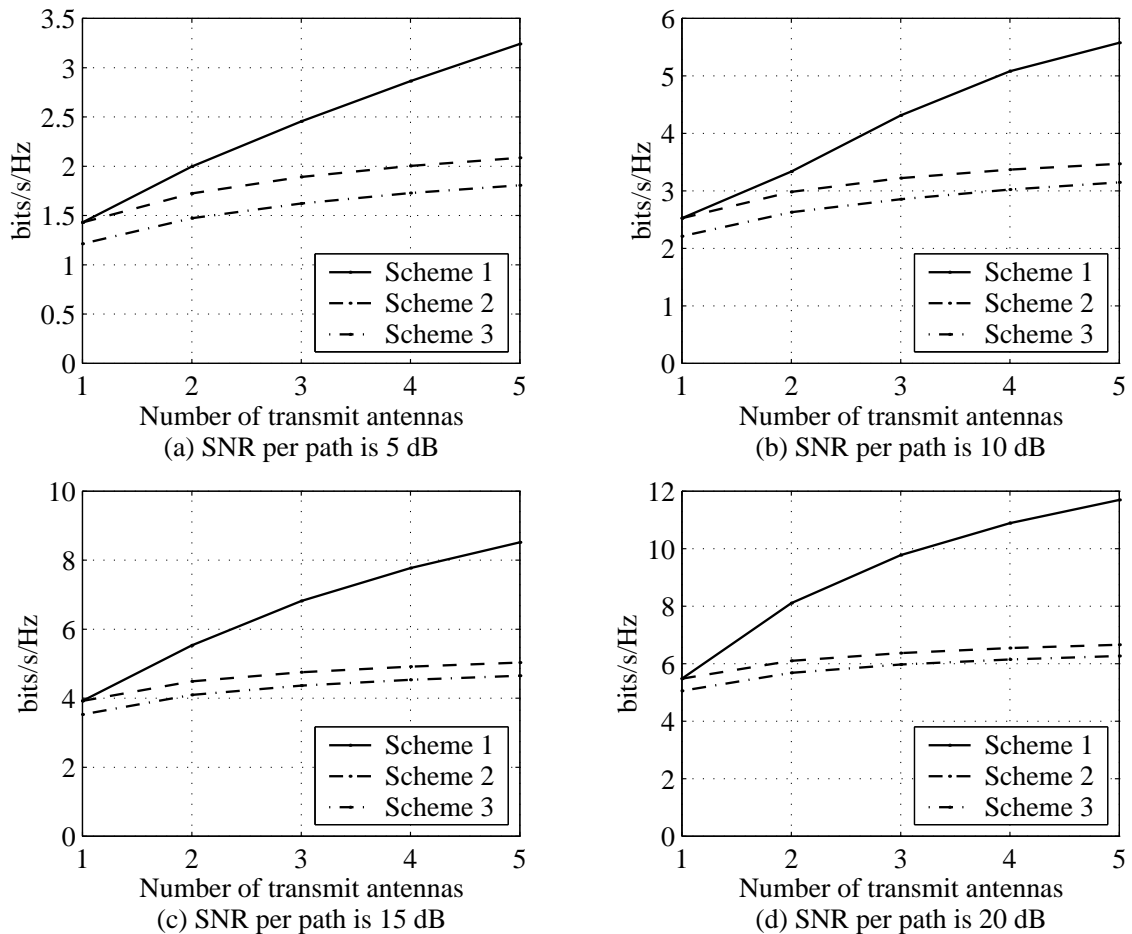 3.5
3
2.5
2
1.5
1
0.5
0
bits/s/Hz
Scheme 1
Scheme 2
Scheme 3
1 2 3 4 5
Number of transmit antennas
(a) SNR per path is 5 dB
6
5
4
3
2
1
0
bits/s/Hz
Scheme 1
Scheme 2
Scheme 3
1 2 3 4 5
Number of transmit antennas
(b) SNR per path is 10 dB
10
8
6
4
2
0
bits/s/Hz
Scheme 1
Scheme 2
Scheme 3
1 2 3 4 5
Number of transmit antennas
(c) SNR per path is 15 dB
12
10
8
6
4
2
0
bits/s/Hz
Scheme 1
Scheme 2
Scheme 3
1 2 3 4 5
Number of transmit antennas
(d) SNR per path is 20 dB